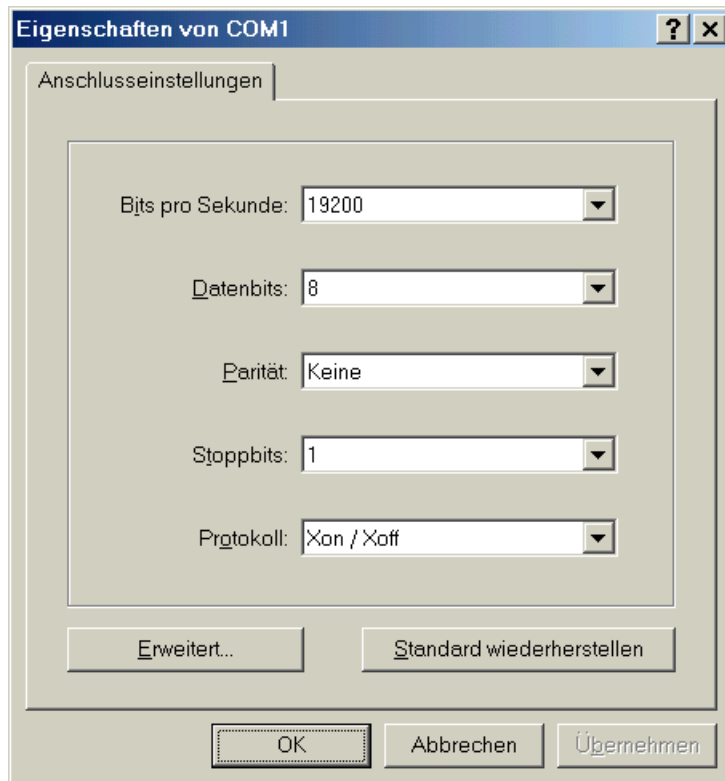 Eigenschaften von COM1
Anschlusseinstellungen
Bits pro Sekunde: 19200
Datenbits: 8
Parität: Keine
Stoppbits: 1
Protokoll: Xon / Xoff
Erweitert... Standard wiederherstellen
OK Abbrechen Übernehmen